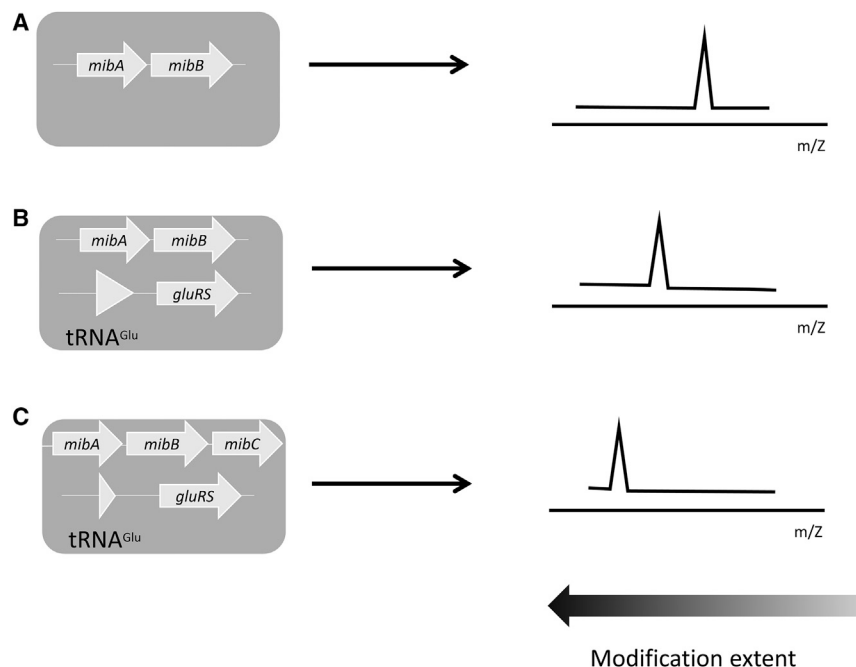 A
mibA mibB
m/Z
B
mibA mibB
gluRS
tRNAGlu
m/Z
C
mibA mibB mibC
gluRS
tRNAGlu
m/Z
Modification extent